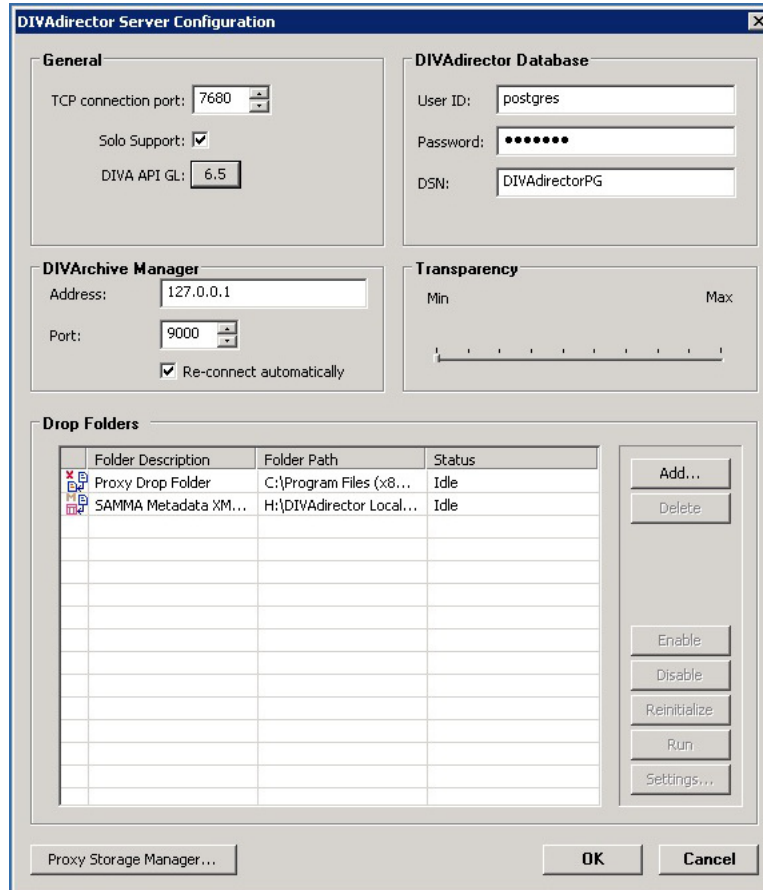 DIVAdirector Server Configuration
General
TCP connection port: 7680
Solo Support:
DIVA API GL: 6.5
DIVAdirector Database
User ID: postgres
Password: •••••••
DSN: DIVAdirectorPG
DIVArchive Manager
Address: 127.0.0.1
Port: 9000
Re-connect automatically
Transparency
Min Max
Drop Folders
Folder Description Folder Path Status
Proxy Drop Folder C:\Program Files (x8... Idle
SAMMA Metadata XM... H:\DIVAdirector Local... Idle
Add...
Delete
Enable
Disable
Reinitialize
Run
Settings...
Proxy Storage Manager... OK Cancel